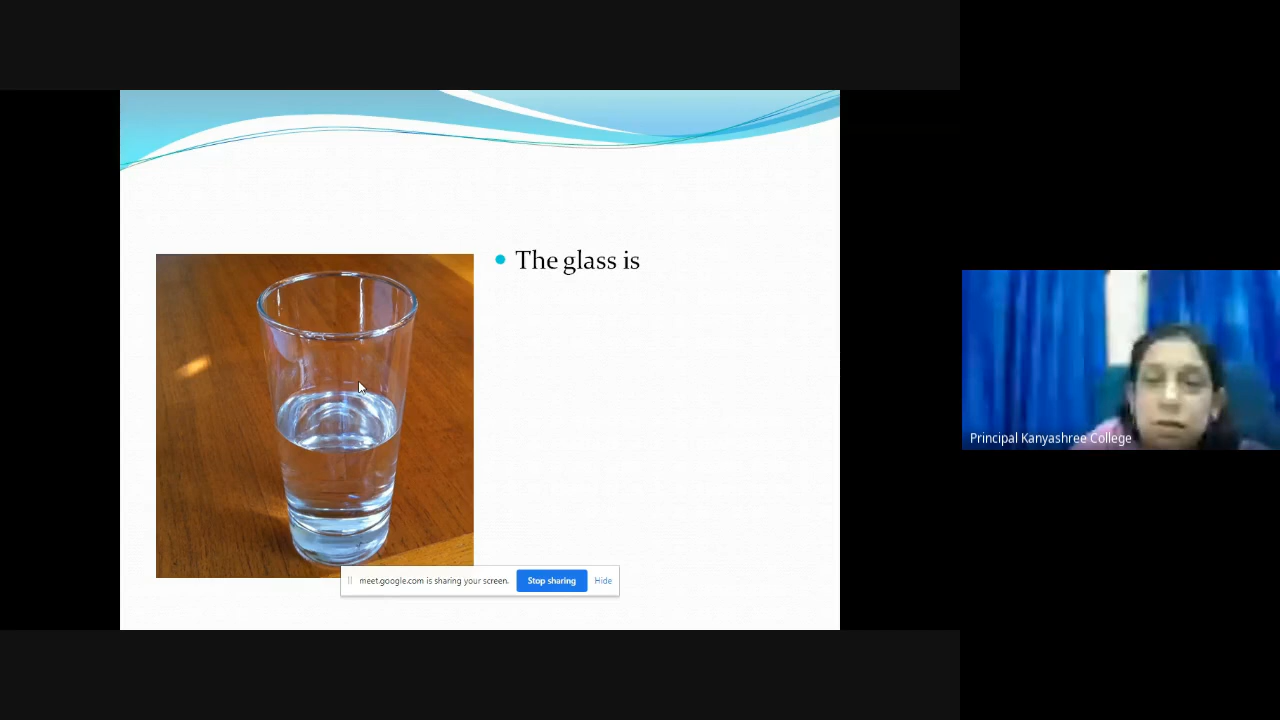 The glass is
meet.google.com is sharing your screen.
Stop sharing
Hide
Principal Kanyashree College